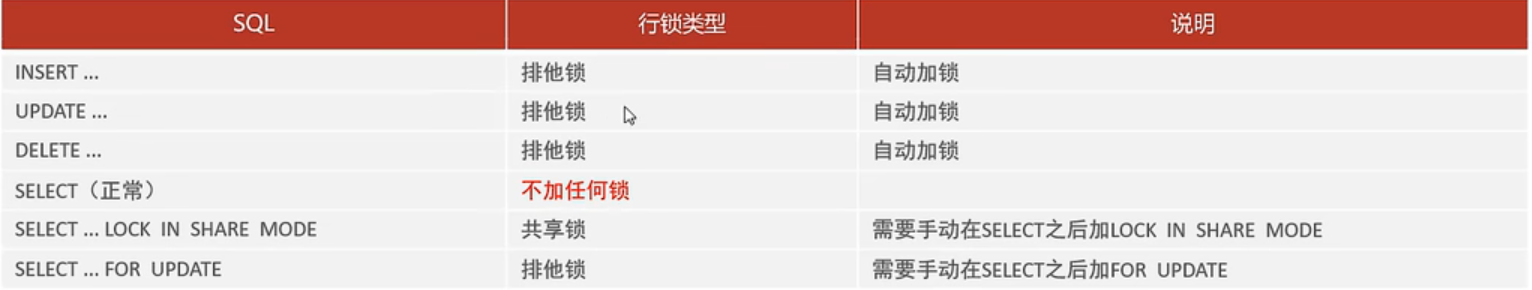 SQL 行锁类型 说明
INSERT ... 排他锁 自动加锁
UPDATE ... 排他锁 自动加锁
DELETE ... 排他锁 自动加锁
SELECT（正常） 不加任何锁
SELECT ... LOCK IN SHARE MODE 共享锁 需要手动在SELECT之后加LOCK IN SHARE MODE
SELECT ... FOR UPDATE 排他锁 需要手动在SELECT之后加FOR UPDATE